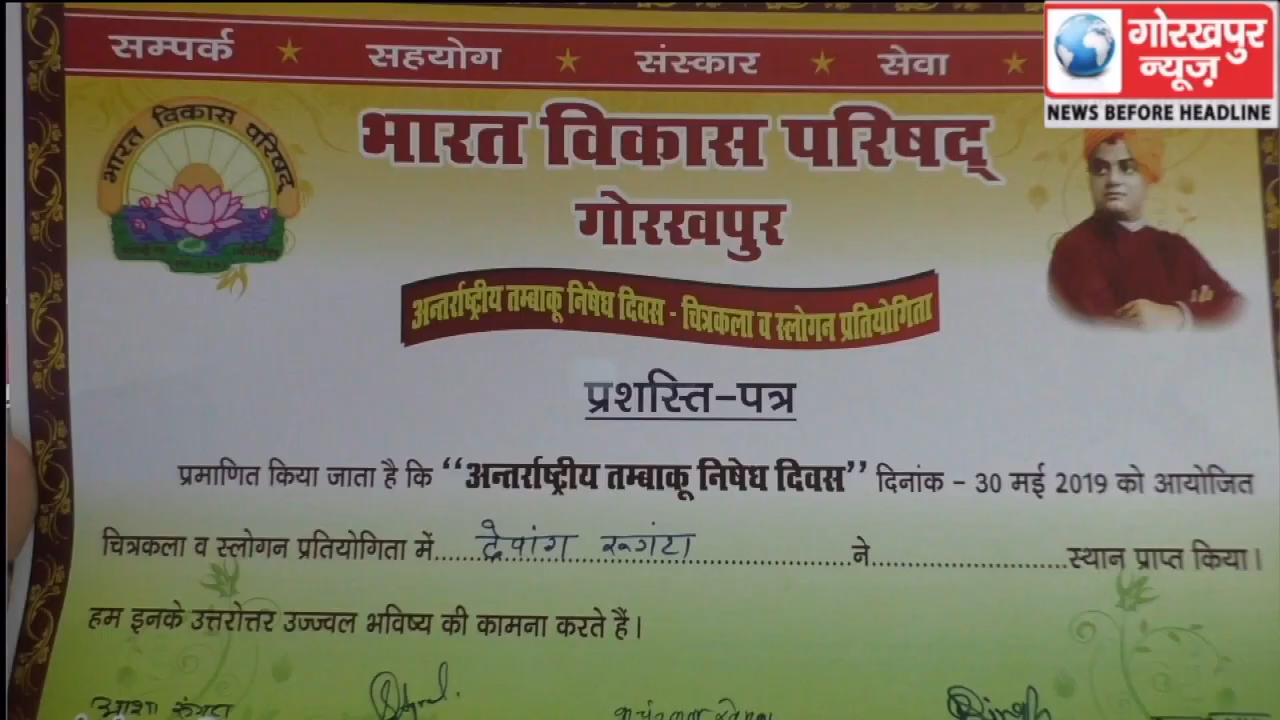 सम्पर्क ★ सहयोग ★ संस्कार ★ सेवा ★
गोरखपुर
न्यूज़
NEWS BEFORE HEADLINE
भारत विकास परिषद्
भारत विकास परिषद्
गोरखपुर
अन्तर्राष्ट्रीय तम्बाकू निषेध दिवस - चित्रकला व स्लोगन प्रतियोगिता
प्रशस्ति-पत्र
प्रमाणित किया जाता है कि “अन्तर्राष्ट्रीय तम्बाकू निषेध दिवस” दिनांक - 30 मई 2019 को आयोजित
चित्रकला व स्लोगन प्रतियोगिता में.....देवांग रूगंटा.....ने.....स्थान प्राप्त किया।
हम इनके उत्तरोत्तर उज्ज्वल भविष्य की कामना करते हैं।
आशा